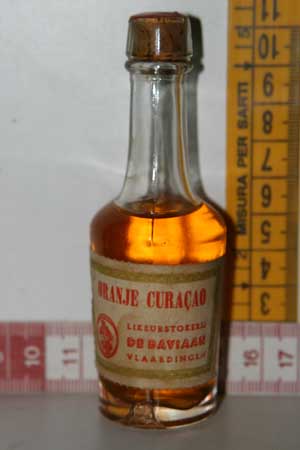 ORANJE CURAÇAO
LIKEURSTOKERIJ
DE BAVIAAN
VLAARDINGEN
MISURA PER SARTI
11
10
9
8
7
6
5
4
3
2
10
11
16
17